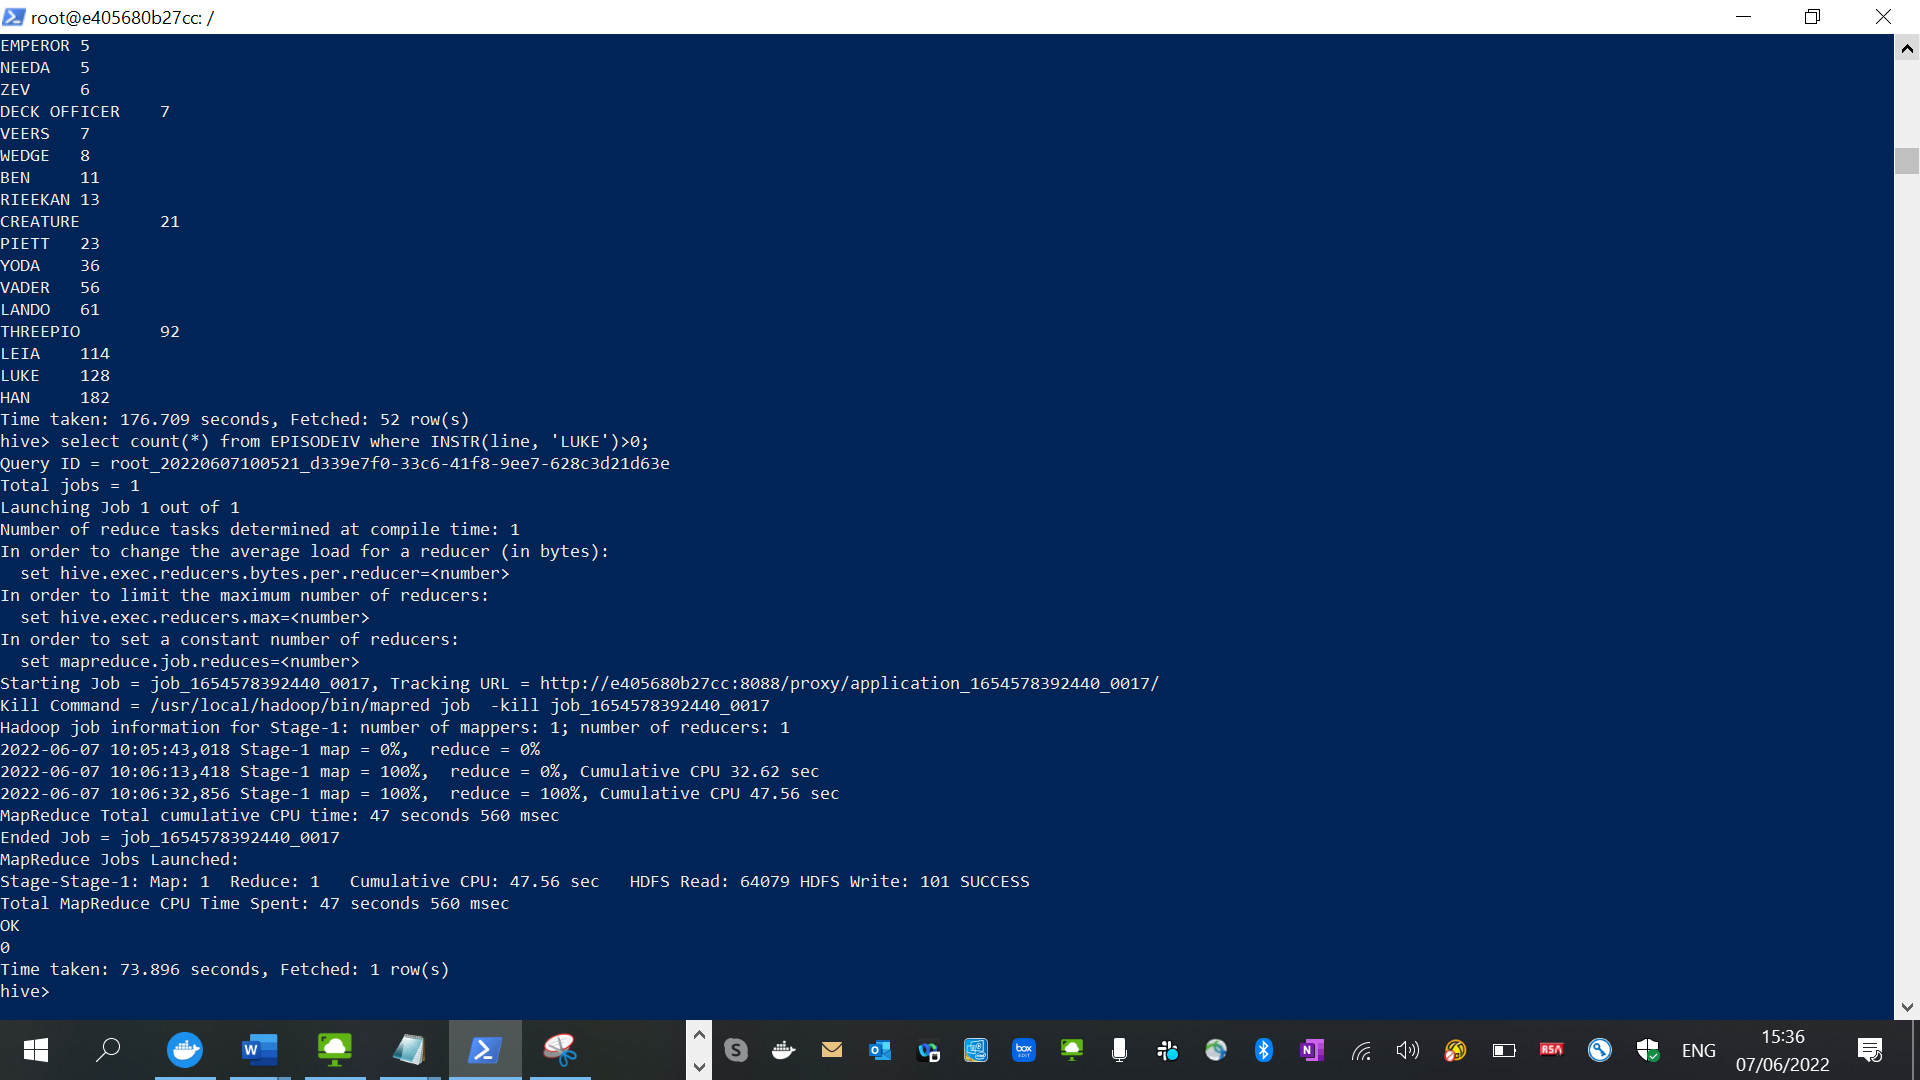 root@e405680b27cc: /
EMPEROR 5
NEEDA   5
ZEV     6
DECK OFFICER    7
VEERS   7
WEDGE   8
BEN     11
RIEEKAN 13
CREATURE        21
PIETT   23
YODA    36
VADER   56
LANDO   61
THREEPIO        92
LEIA    114
LUKE    128
HAN     182
Time taken: 176.709 seconds, Fetched: 52 row(s)
hive> select count(*) from EPISODEIV where INSTR(line, 'LUKE')>0;
Query ID = root_20220607100521_d339e7f0-33c6-41f8-9ee7-628c3d21d63e
Total jobs = 1
Launching Job 1 out of 1
Number of reduce tasks determined at compile time: 1
In order to change the average load for a reducer (in bytes):
  set hive.exec.reducers.bytes.per.reducer=<number>
In order to limit the maximum number of reducers:
  set hive.exec.reducers.max=<number>
In order to set a constant number of reducers:
  set mapreduce.job.reduces=<number>
Starting Job = job_1654578392440_0017, Tracking URL = http://e405680b27cc:8088/proxy/application_1654578392440_0017/
Kill Command = /usr/local/hadoop/bin/mapred job  -kill job_1654578392440_0017
Hadoop job information for Stage-1: number of mappers: 1; number of reducers: 1
2022-06-07 10:05:43,018 Stage-1 map = 0%,  reduce = 0%
2022-06-07 10:06:13,418 Stage-1 map = 100%,  reduce = 0%, Cumulative CPU 32.62 sec
2022-06-07 10:06:32,856 Stage-1 map = 100%,  reduce = 100%, Cumulative CPU 47.56 sec
MapReduce Total cumulative CPU time: 47 seconds 560 msec
Ended Job = job_1654578392440_0017
MapReduce Jobs Launched:
Stage-Stage-1: Map: 1  Reduce: 1   Cumulative CPU: 47.56 sec   HDFS Read: 64079 HDFS Write: 101 SUCCESS
Total MapReduce CPU Time Spent: 47 seconds 560 msec
OK
0
Time taken: 73.896 seconds, Fetched: 1 row(s)
hive>
W
S
box
EDIT
N
RSA
ENG
15:36
07/06/2022